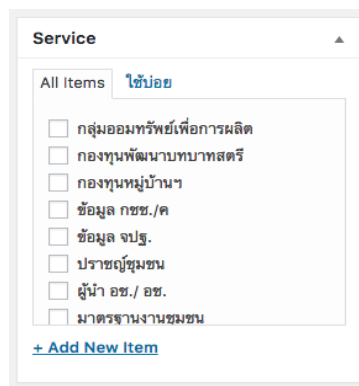 Service
All Items ใช้บ่อย
กลุ่มออมทรัพย์เพื่อการผลิต
กองทุนพัฒนาบทบาทสตรี
กองทุนหมู่บ้านฯ
ข้อมูล กชช./ค
ข้อมูล จปฐ.
ปราชญ์ชุมชน
ผู้นำ อช./ อช.
มาตรฐานงานชุมชน
+ Add New Item